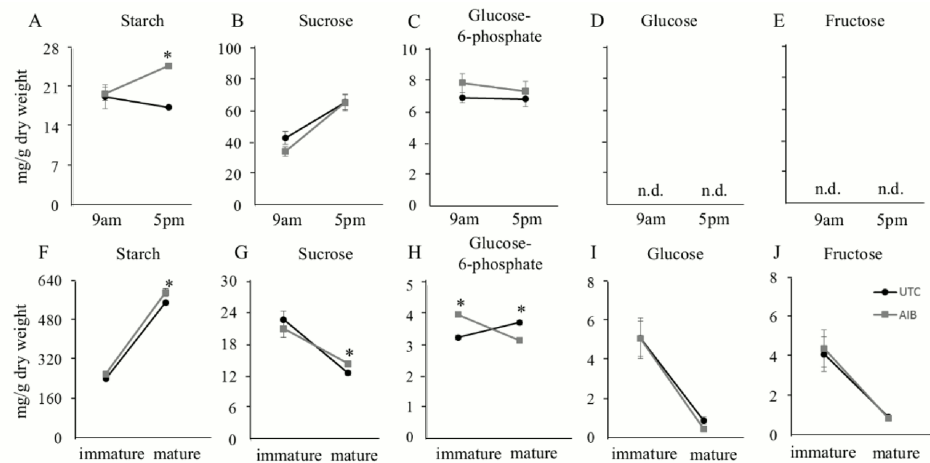 A Starch
B Sucrose
C Glucose-
6-phosphate
D Glucose
E Fructose
mg/g dry weight
28
21
14
7
0
*
9am 5pm
100
80
60
40
20
0
9am 5pm
14
12
10
8
6
4
2
0
9am 5pm
n.d. n.d.
9am 5pm
n.d. n.d.
9am 5pm
F Starch
G Sucrose
H Glucose-
6-phosphate
I Glucose
J Fructose
mg/g dry weight
640
480
320
160
0
*
immature mature
30
24
18
12
6
0
*
immature mature
5
4
3
2
1
0
* *
immature mature
8
6
4
2
0
immature mature
8
6
4
2
0
UTC
AIB
immature mature